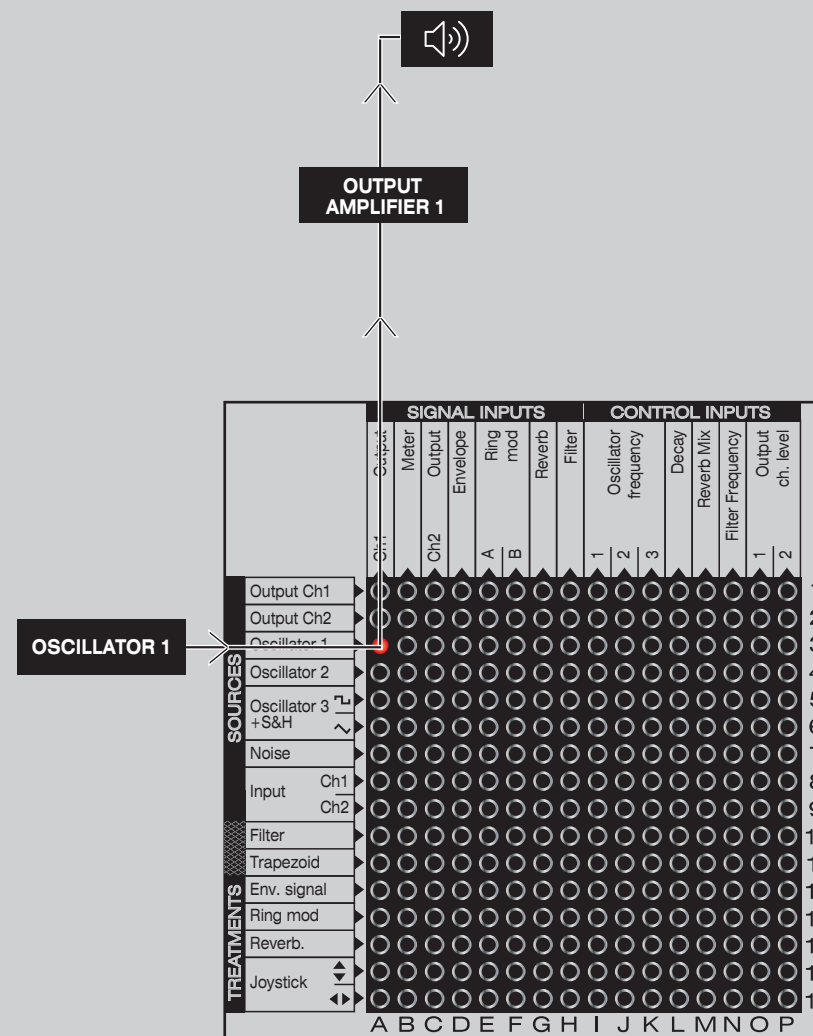 OUTPUT
AMPLIFIER 1
OSCILLATOR 1
SIGNAL INPUTS
CONTROL INPUTS
Output
Ch1
Meter
Output
Ch2
Envelope
Ring
mod
A
B
Reverb
Filter
Oscillator
frequency
1
2
3
Decay
Reverb Mix
Filter Frequency
Output
ch. level
1
2
SOURCES
Output Ch1
Output Ch2
Oscillator 1
Oscillator 2
Oscillator 3
+S&H
Noise
Input
Ch1
Ch2
Filter
Trapezoid
TREATMENTS
Env. signal
Ring mod
Reverb.
Joystick
A B C D E F G H I J K L M N O P